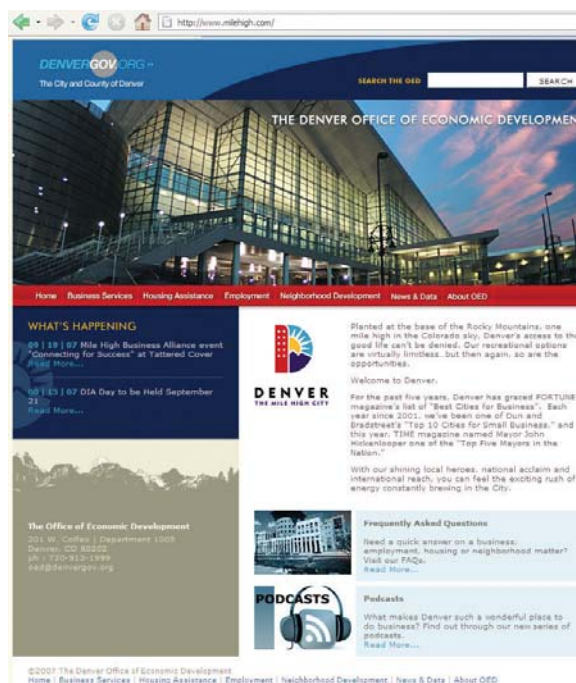 http://www.milehigh.com/
DENVERGOV.ORG
The City and County of Denver
SEARCH THE OED
SEARCH
THE DENVER OFFICE OF ECONOMIC DEVELOPMEN
Home Business Services Housing Assistance Employment Neighborhood Development News & Data About OED
WHAT'S HAPPENING
09 | 19 | 07 Mile High Business Alliance event
"Connecting for Success" at Tattered Cover
Read More...
| 07 DIA Day to be Held September
21
Read More...
The Office of Economic Development
201 W. Colfax | Department 1005
Denver, CO 80202
ph : 720-913-1999
oed@denvergov.org
DENVER
THE MILE HIGH CITY
Planted at the base of the Rocky Mountains, one
mile high in the Colorado sky, Denver's access to the
good life can't be denied. Our recreational options
are virtually limitless...but then again, so are the
opportunities.
Welcome to Denver.
For the past five years, Denver has graced FORTUNE
magazine's list of "Best Cities for Business". Each
year since 2001, we've been one of Dun and
Bradstreet's "Top 10 Cities for Small Business," and
this year, TIME magazine named Mayor John
Hickenlooper one of the "Top Five Mayors in the
Nation."
With our shining local heroes, national acclaim and
international reach, you can feel the exciting rush of
energy constantly brewing in the City.
Frequently Asked Questions
Need a quick answer on a business,
employment, housing or neighborhood matter?
Visit our FAQs.
Read More...
PODCASTS
Podcasts
What makes Denver such a wonderful place to
do business? Find out through our new series of
podcasts.
Read More...
©2007 The Denver Office of Economic Development
Home | Business Services | Housing Assistance | Employment | Neighborhood Development | News & Data | About OED